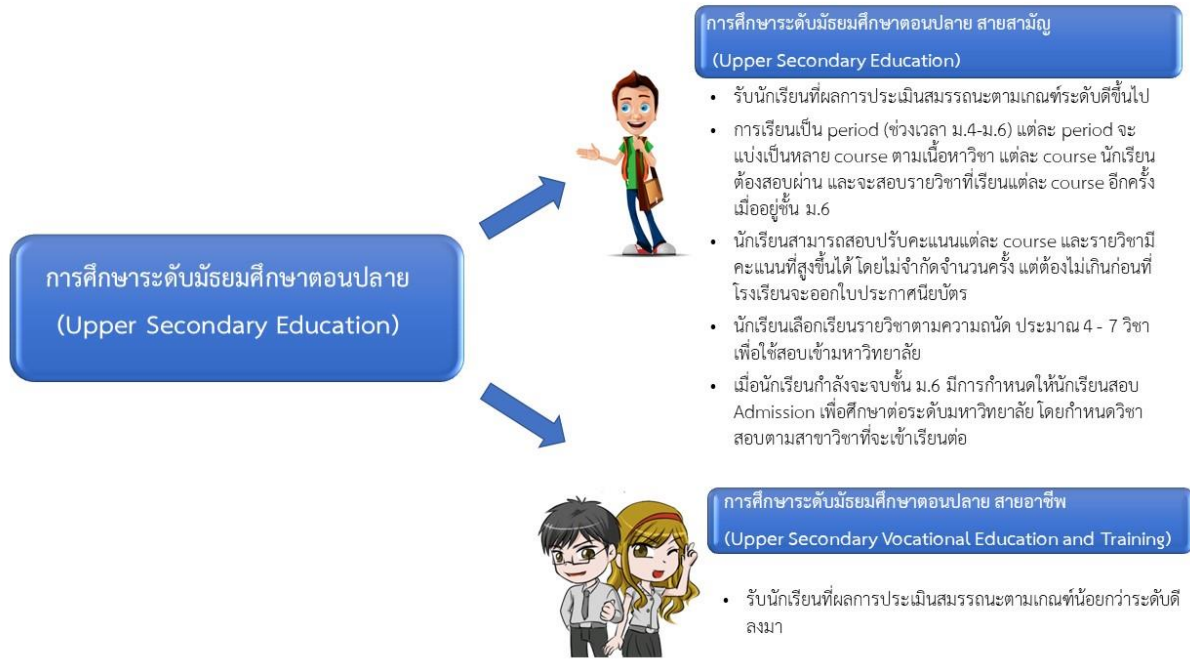 การศึกษาระดับมัธยมศึกษาตอนปลาย สายสามัญ
(Upper Secondary Education)
• รับนักเรียนที่ผลการประเมินสมรรถนะตามเกณฑ์ระดับดีขึ้นไป
• การเรียนเป็น period (ช่วงเวลา ม.4-ม.6) แต่ละ period จะ
แบ่งเป็นหลาย course ตามเนื้อหาวิชา แต่ละ course นักเรียน
ต้องสอบผ่าน และจะสอบรายวิชาที่เรียนแต่ละ course อีกครั้ง
เมื่ออยู่ชั้น ม.6
• นักเรียนสามารถสอบปรับคะแนนแต่ละ course และรายวิชามี
คะแนนที่สูงขึ้นได้ โดยไม่จำกัดจำนวนครั้ง แต่ต้องไม่เกินก่อนที่
โรงเรียนจะออกใบประกาศนียบัตร
• นักเรียนเลือกเรียนรายวิชาตามความถนัด ประมาณ 4 - 7 วิชา
เพื่อใช้สอบเข้ามหาวิทยาลัย
• เมื่อนักเรียนกำลังจะจบชั้น ม.6 มีการกำหนดให้นักเรียนสอบ
Admission เพื่อศึกษาต่อระดับมหาวิทยาลัย โดยกำหนดวิชา
สอบตามสาขาวิชาที่จะเข้าเรียนต่อ
การศึกษาระดับมัธยมศึกษาตอนปลาย
(Upper Secondary Education)
การศึกษาระดับมัธยมศึกษาตอนปลาย สายอาชีพ
(Upper Secondary Vocational Education and Training)
• รับนักเรียนที่ผลการประเมินสมรรถนะตามเกณฑ์น้อยกว่าระดับดี
ลงมา